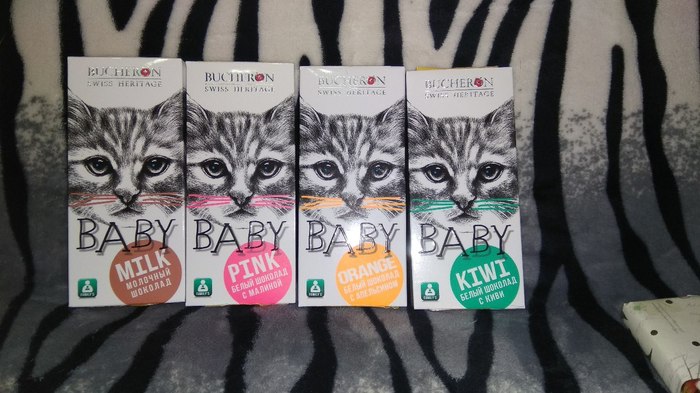 BUCHERON
SWISS HERITAGE
BABY
MILK
МОЛОЧНЫЙ
ШОКОЛАД
BUCHERON
SWISS HERITAGE
BABY
PINK
БЕЛЫЙ ШОКОЛАД
С МАЛИНОЙ
BUCHERON
SWISS HERITAGE
BABY
ORANGE
БЕЛЫЙ ШОКОЛАД
С АПЕЛЬСИНОМ
BUCHERON
SWISS HERITAGE
BABY
KIWI
БЕЛЫЙ ШОКОЛАД
С КИВИ